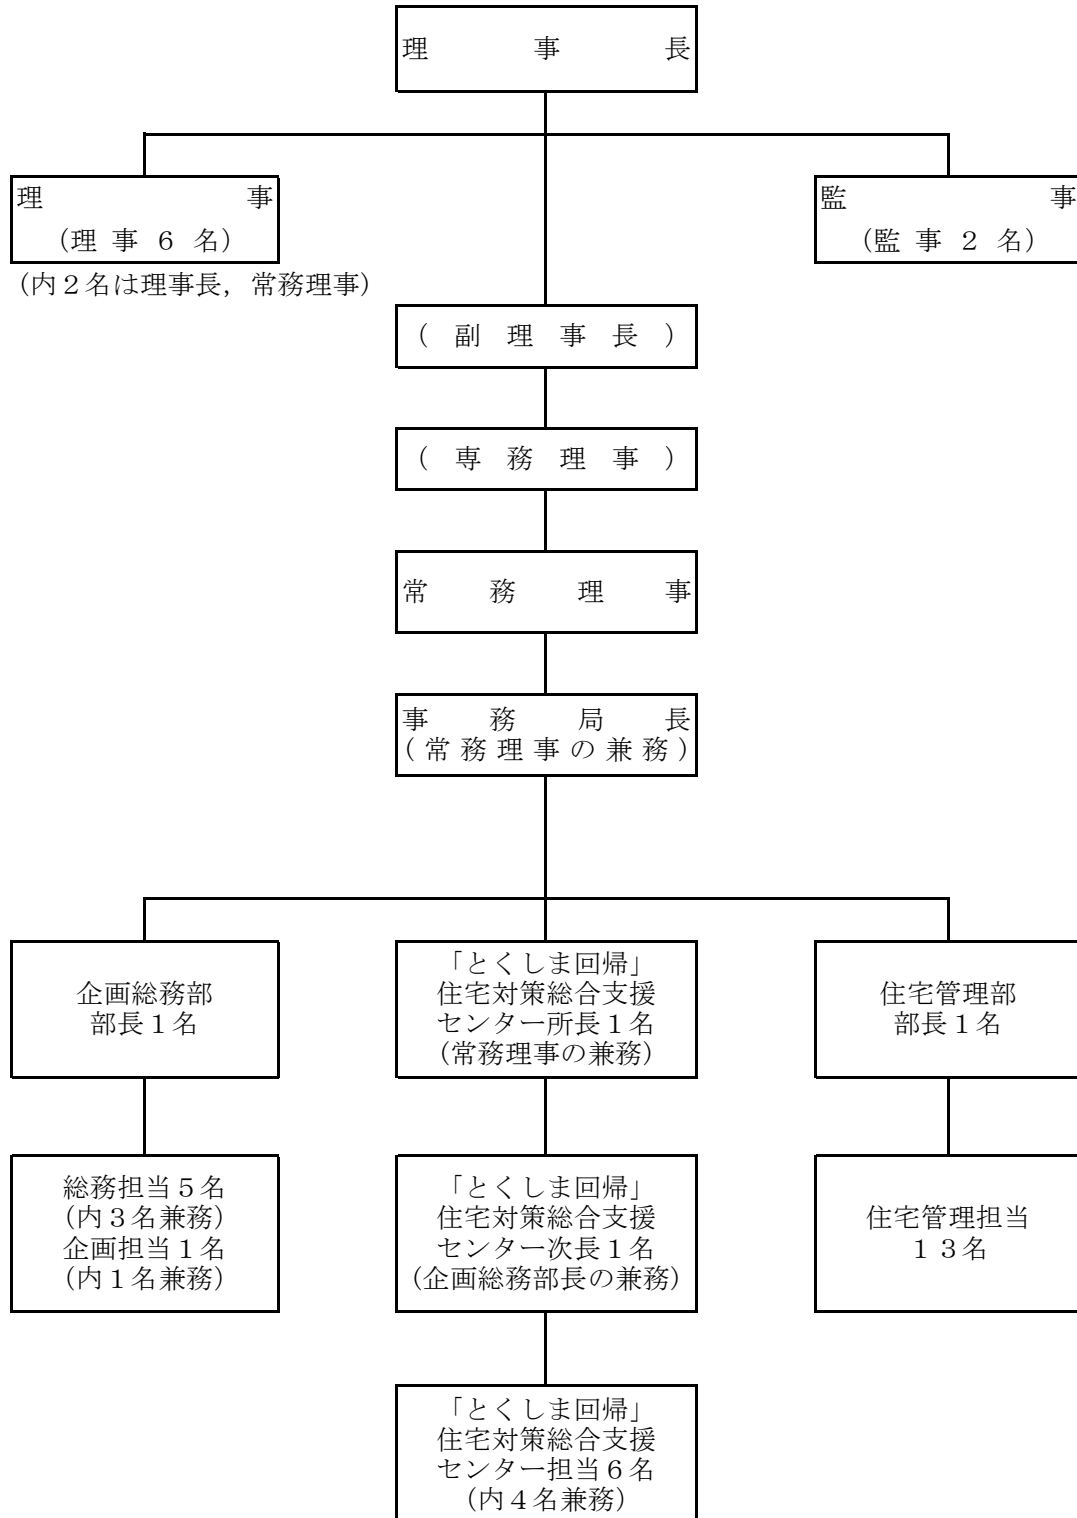 理事長
理事
(理事6名)
監事
(監事2名)
(内2名は理事長，常務理事)
(副理事長)
(専務理事)
常務理事
事務局長
(常務理事の兼務)
企画総務部
部長1名
「とくしま回帰」
住宅対策総合支援
センター所長1名
(常務理事の兼務)
住宅管理部
部長1名
総務担当5名
(内3名兼務)
企画担当1名
(内1名兼務)
「とくしま回帰」
住宅対策総合支援
センター次長1名
(企画総務部長の兼務)
住宅管理担当
13名
「とくしま回帰」
住宅対策総合支援
センター担当6名
(内4名兼務)